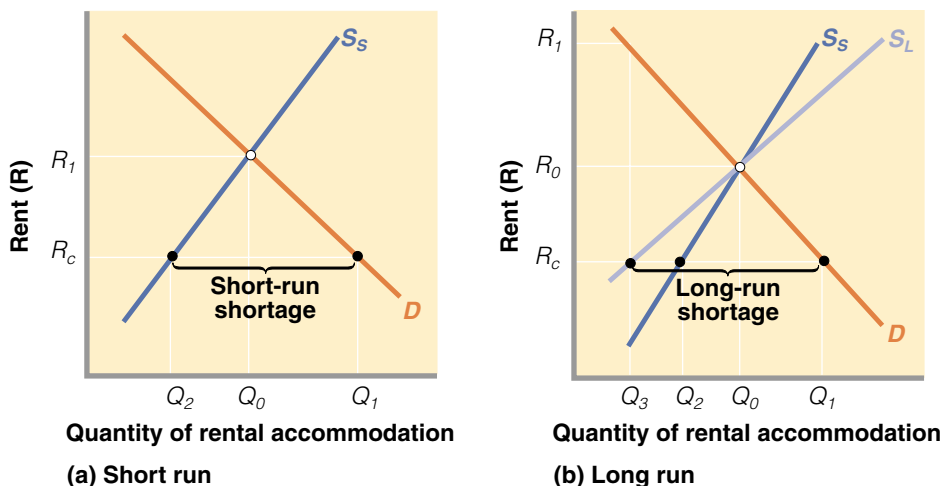 Rent (R)
R1
Rc
SS
D
Short-run
shortage
Q2 Q0 Q1
Quantity of rental accommodation
(a) Short run
Rent (R)
R1
R0
Rc
SS
SL
D
Long-run
shortage
Q3 Q2 Q0 Q1
Quantity of rental accommodation
(b) Long run